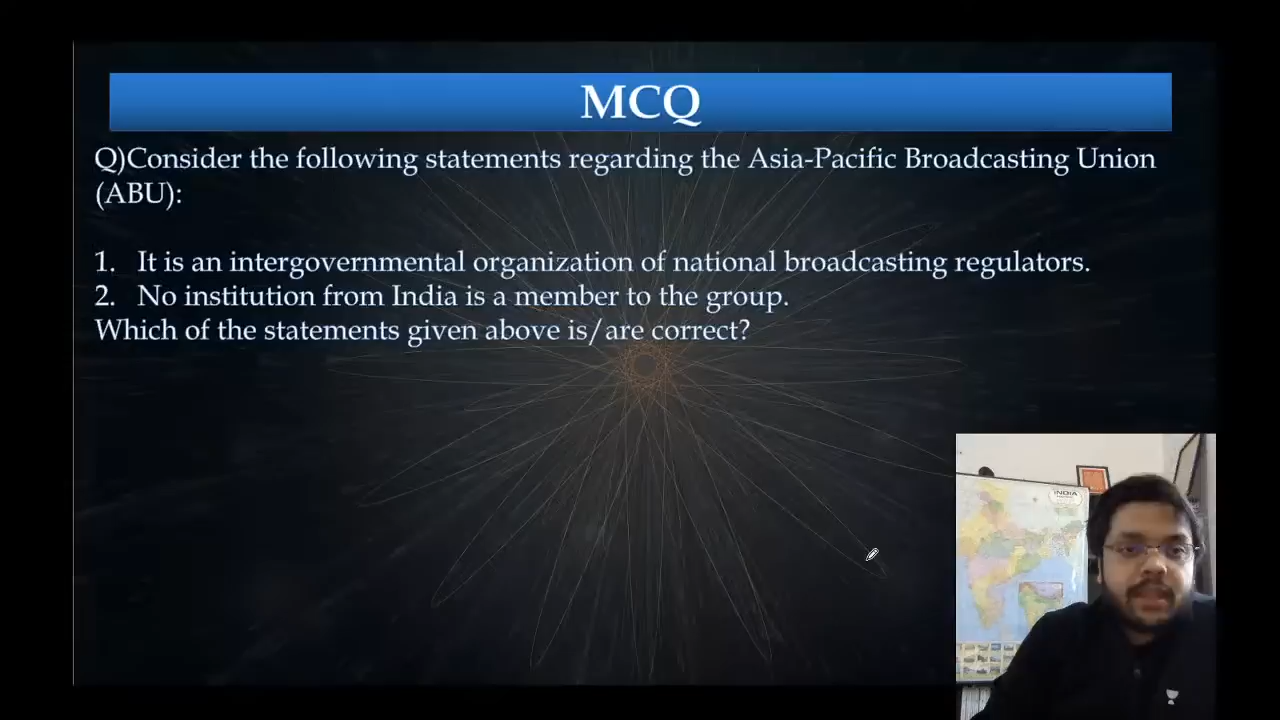 MCQ
Q)Consider the following statements regarding the Asia-Pacific Broadcasting Union
(ABU):
1. It is an intergovernmental organization of national broadcasting regulators.
2. No institution from India is a member to the group.
Which of the statements given above is/are correct?
INDIA